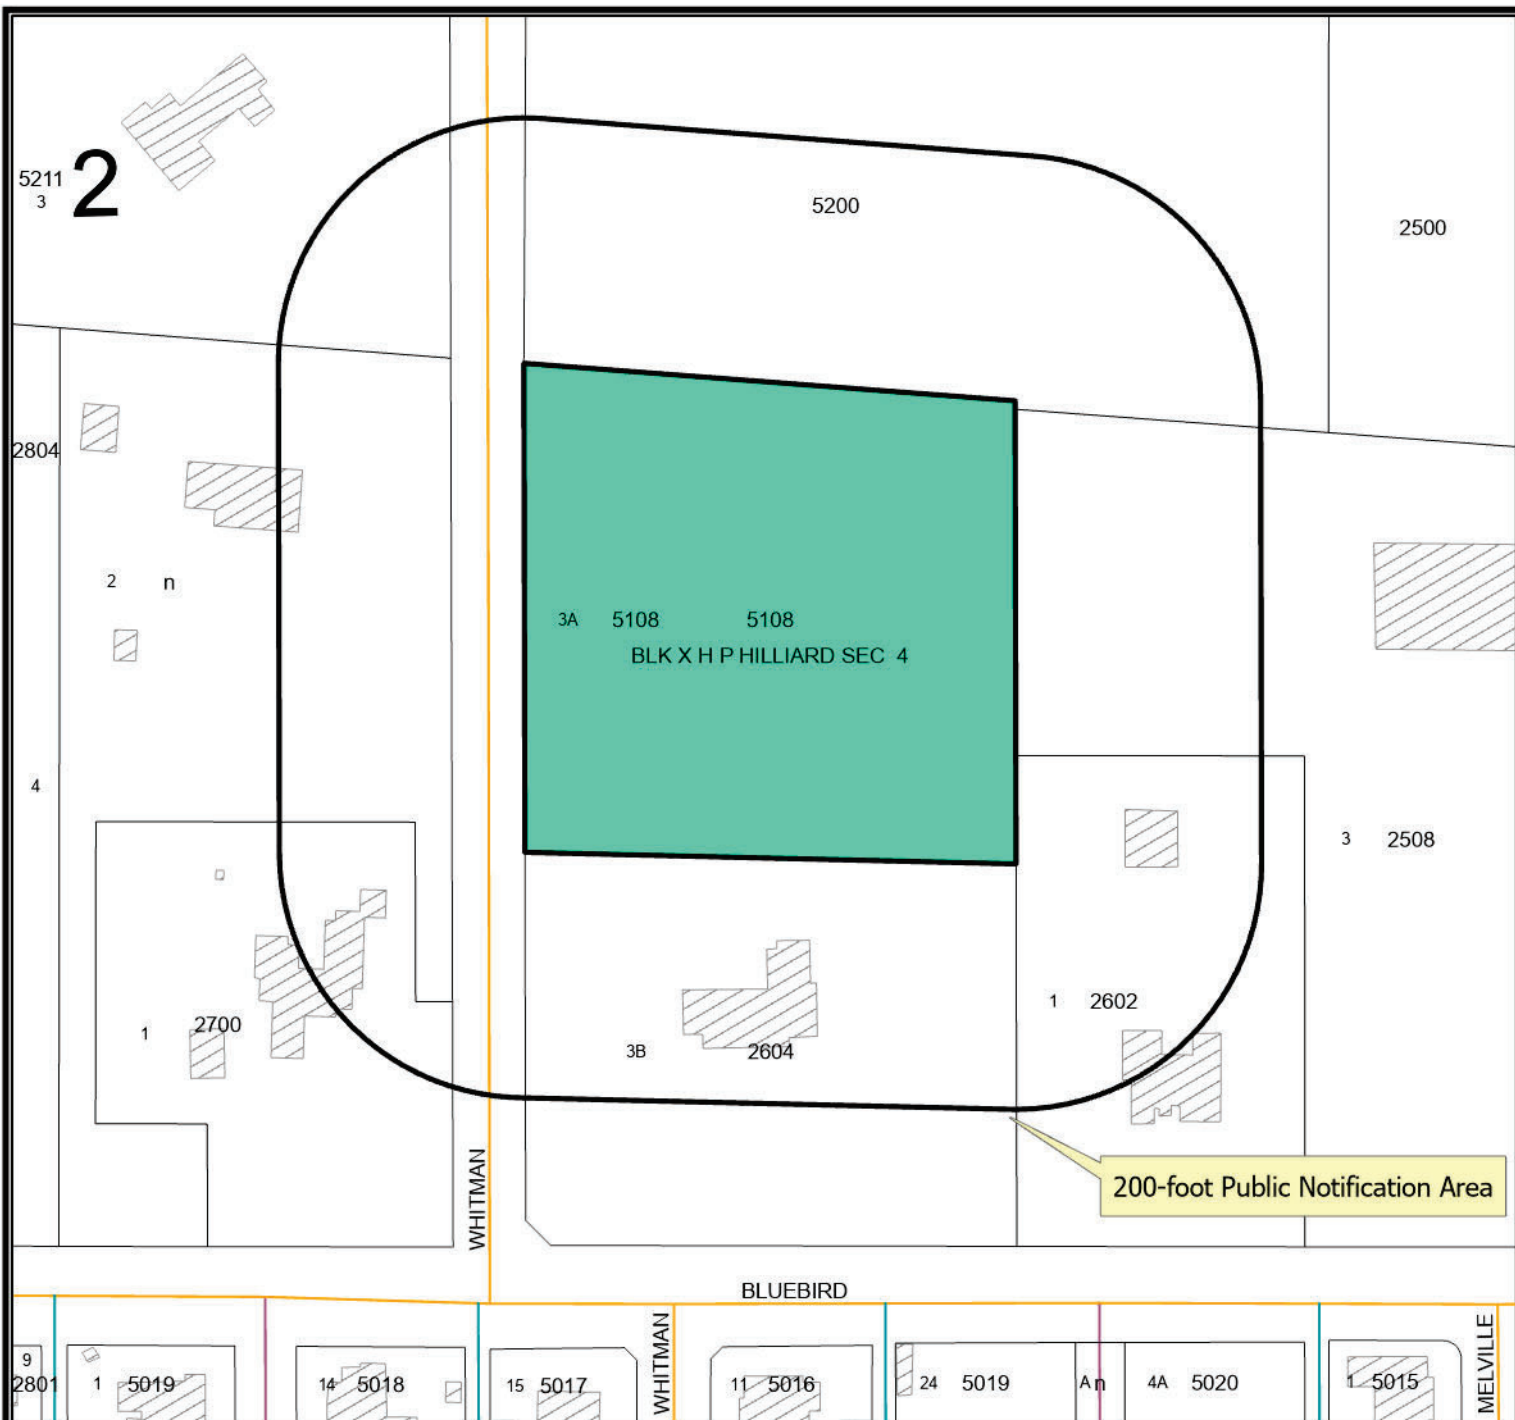 2
5211
3
5200
2500
2804
2 n
3A 5108 5108
BLK X H P HILLIARD SEC 4
4
3 2508
1 2700
1 2602
3B 2604
WHITMAN
200-foot Public Notification Area
BLUEBIRD
WHITMAN
MELVILLE
9
2801
1 5019
14 5018
15 5017
11 5016
24 5019
A n
4A 5020
1 5015